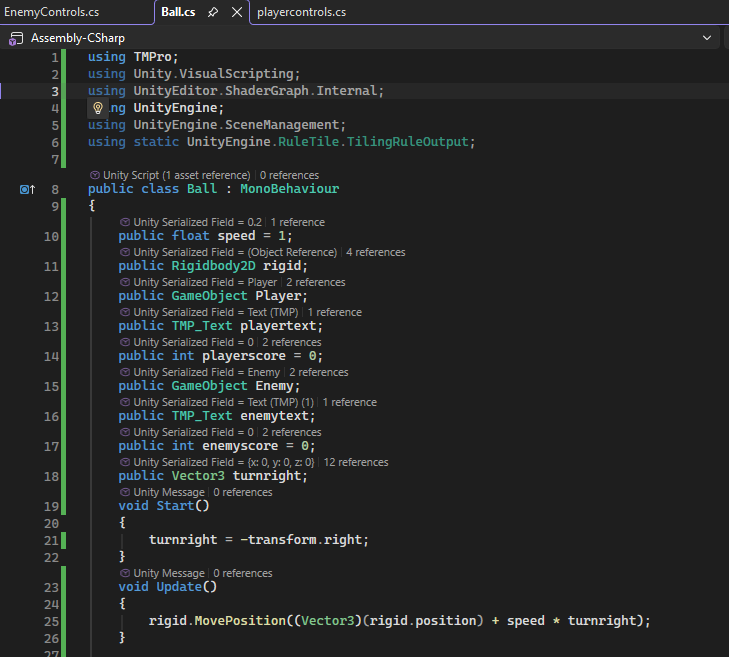 EnemyControls.cs Ball.cs playercontrols.cs
Assembly-CSharp
1 using TMPro;
2 using Unity.VisualScripting;
3 using UnityEditor.ShaderGraph.Internal;
4 ng UnityEngine;
5 using UnityEngine.SceneManagement;
6 using static UnityEngine.RuleTile.TilingRuleOutput;
7
Unity Script (1 asset reference) | 0 references
8 public class Ball : MonoBehaviour
9 {
Unity Serialized Field = 0.2 | 1 reference
10 public float speed = 1;
Unity Serialized Field = (Object Reference) | 4 references
11 public Rigidbody2D rigid;
Unity Serialized Field = Player | 2 references
12 public GameObject Player;
Unity Serialized Field = Text (TMP) | 1 reference
13 public TMP_Text playertext;
Unity Serialized Field = 0 | 2 references
14 public int playerscore = 0;
Unity Serialized Field = Enemy | 2 references
15 public GameObject Enemy;
Unity Serialized Field = Text (TMP) (1) | 1 reference
16 public TMP_Text enemytext;
Unity Serialized Field = 0 | 2 references
17 public int enemyscore = 0;
Unity Serialized Field = {x: 0, y: 0, z: 0} | 12 references
18 public Vector3 turnright;
Unity Message | 0 references
19 void Start()
20 {
21 turnright = -transform.right;
22 }
Unity Message | 0 references
23 void Update()
24 {
25 rigid.MovePosition((Vector3)(rigid.position) + speed * turnright);
26 }
27